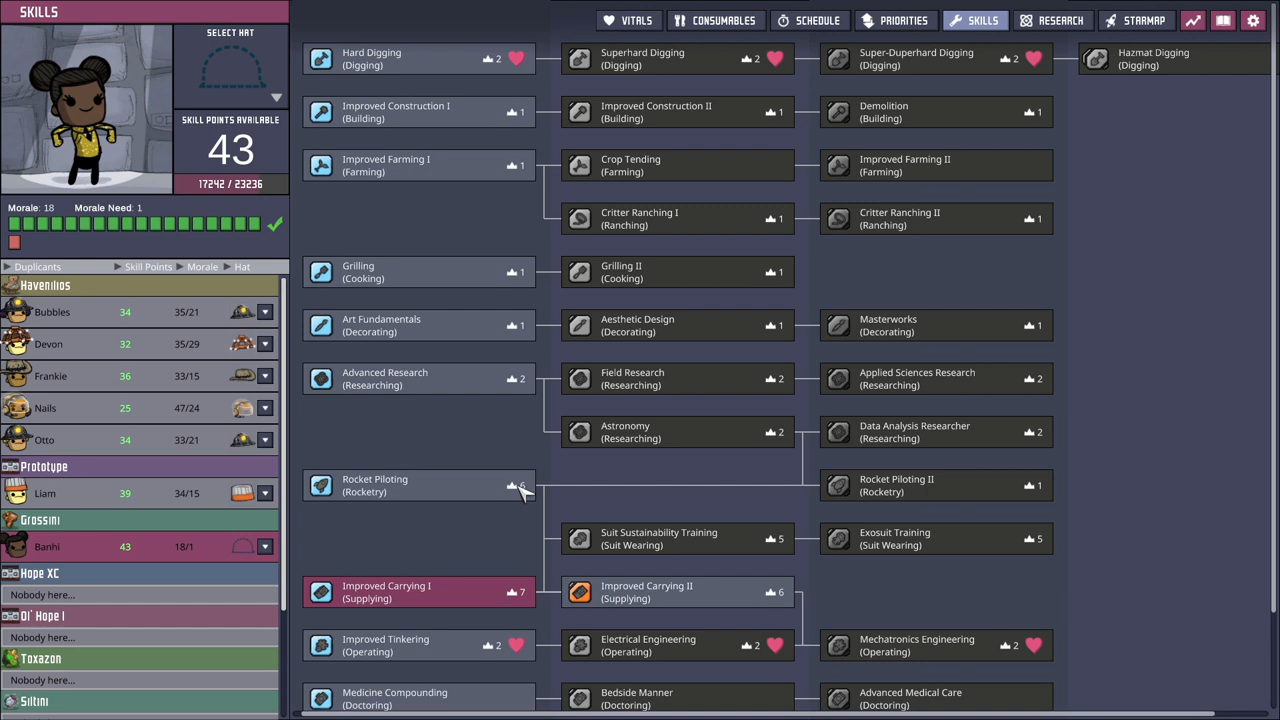 SKILLS
VITALS
CONSUMABLES
SCHEDULE
PRIORITIES
SKILLS
RESEARCH
STARMAP
SELECT HAT
SKILL POINTS AVAILABLE
43
17242 / 23236
Morale: 18
Morale Need: 1
Duplicants
Skill Points
Morale
Hat
Havenilios
Bubbles
34
35/21
Devon
32
35/29
Frankie
36
33/15
Nails
25
47/24
Otto
34
33/21
Prototype
Liam
39
34/15
Grossini
Banhi
43
18/1
Hope XC
Nobody here...
Ol' Hope I
Nobody here...
Toxazon
Nobody here...
Siltini
Hard Digging
(Digging)
2
Superhard Digging
(Digging)
2
Super-Duperhard Digging
(Digging)
2
Hazmat Digging
(Digging)
Improved Construction I
(Building)
1
Improved Construction II
(Building)
1
Demolition
(Building)
1
Improved Farming I
(Farming)
1
Crop Tending
(Farming)
Improved Farming II
(Farming)
Critter Ranching I
(Ranching)
1
Critter Ranching II
(Ranching)
1
Grilling
(Cooking)
1
Grilling II
(Cooking)
1
Art Fundamentals
(Decorating)
1
Aesthetic Design
(Decorating)
1
Masterworks
(Decorating)
1
Advanced Research
(Researching)
2
Field Research
(Researching)
2
Applied Sciences Research
(Researching)
2
Astronomy
(Researching)
2
Data Analysis Researcher
(Researching)
2
Rocket Piloting
(Rocketry)
Rocket Piloting II
(Rocketry)
1
Suit Sustainability Training
(Suit Wearing)
5
Exosuit Training
(Suit Wearing)
5
Improved Carrying I
(Supplying)
7
Improved Carrying II
(Supplying)
6
Improved Tinkering
(Operating)
2
Electrical Engineering
(Operating)
2
Mechatronics Engineering
(Operating)
2
Medicine Compounding
(Doctoring)
Bedside Manner
(Doctoring)
Advanced Medical Care
(Doctoring)